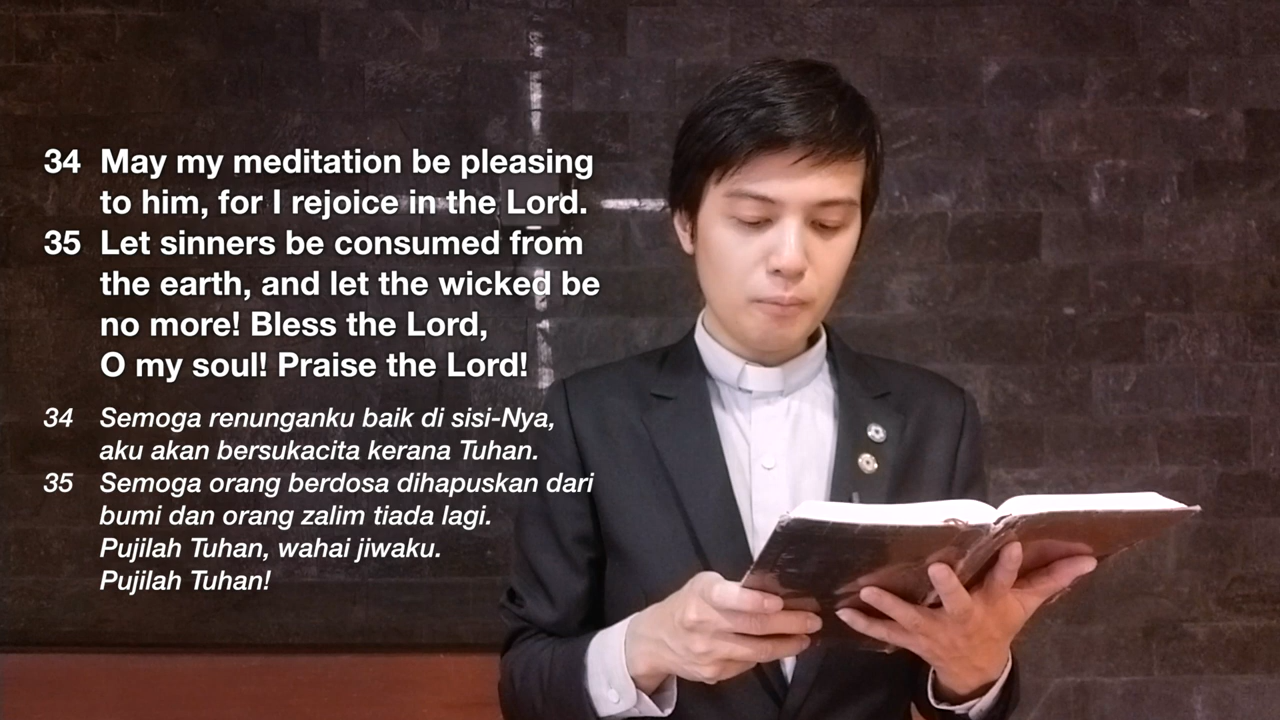 34 May my meditation be pleasing
to him, for I rejoice in the Lord.
35 Let sinners be consumed from
the earth, and let the wicked be
no more! Bless the Lord,
O my soul! Praise the Lord!
34 Semoga renunganku baik di sisi-Nya,
aku akan bersukacita kerana Tuhan.
35 Semoga orang berdosa dihapuskan dari
bumi dan orang zalim tiada lagi.
Pujilah Tuhan, wahai jiwaku.
Pujilah Tuhan!